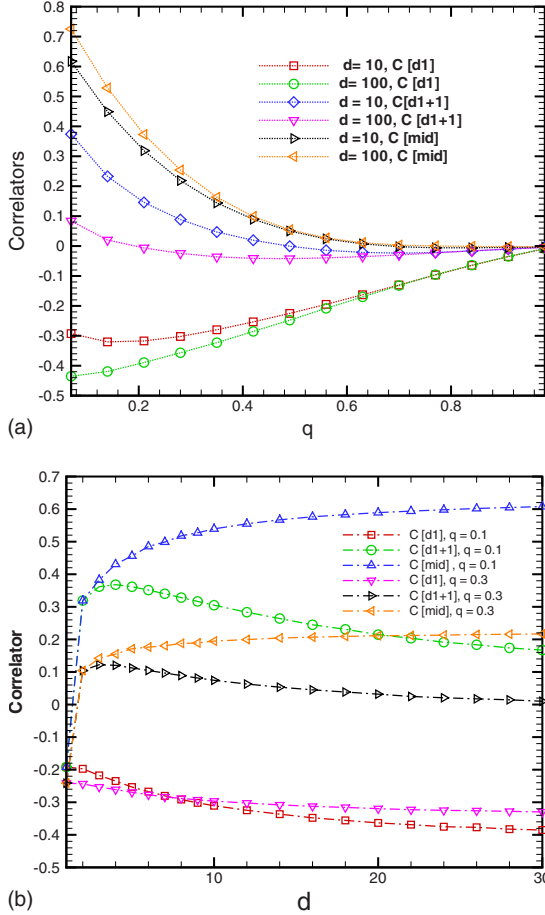 0.8
0.7
0.6
0.5
0.4
0.3
0.2
0.1
0
-0.1
-0.2
-0.3
-0.4
-0.5
Correlators
d= 10, C [d1]
d= 100, C [d1]
d= 10, C[d1+1]
d= 100, C [d1+1]
d =10, C [mid]
d= 100, C [mid]
0.2
0.4
0.6
0.8
1
(a)
q
0.7
0.6
0.5
0.4
0.3
0.2
0.1
0
-0.1
-0.2
-0.3
-0.4
-0.5
Correlator
C [d1], q = 0.1
C [d1+1], q = 0.1
C [mid] , q = 0.1
C [d1], q = 0.3
C [d1+1], q = 0.3
C [mid], q = 0.3
10
20
30
(b)
d